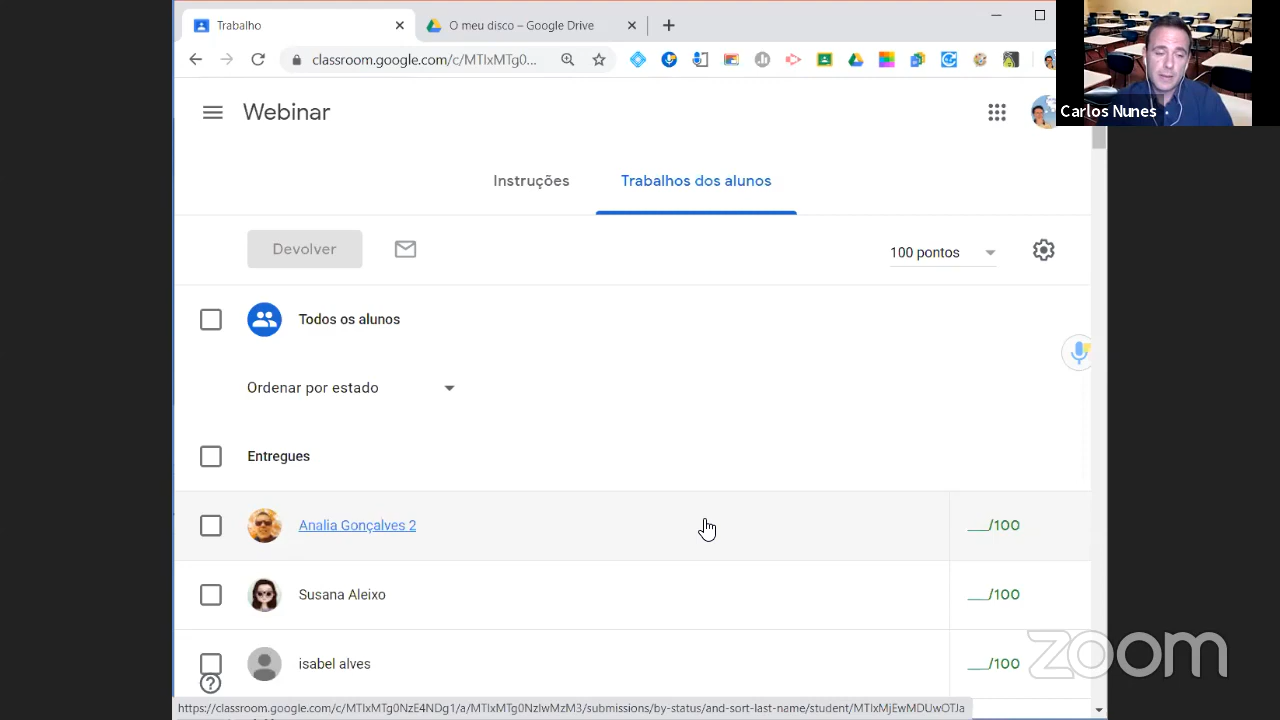 Trabalho
O meu disco – Google Drive
classroom.google.com/c/MTIxMTg0...
Carlos Nunes
Webinar
Instruções
Trabalhos dos alunos
Devolver
100 pontos
Todos os alunos
Ordenar por estado
Entregues
Analia Gonçalves 2
___/100
Susana Aleixo
___/100
isabel alves
___/100
zoom
https://classroom.google.com/c/MTIxMTg0NzE4NDg1/a/MTIxMTg0NzIwMzM3/submissions/by-status/and-sort-last-name/student/MTIxMjEwMDUwOTJa